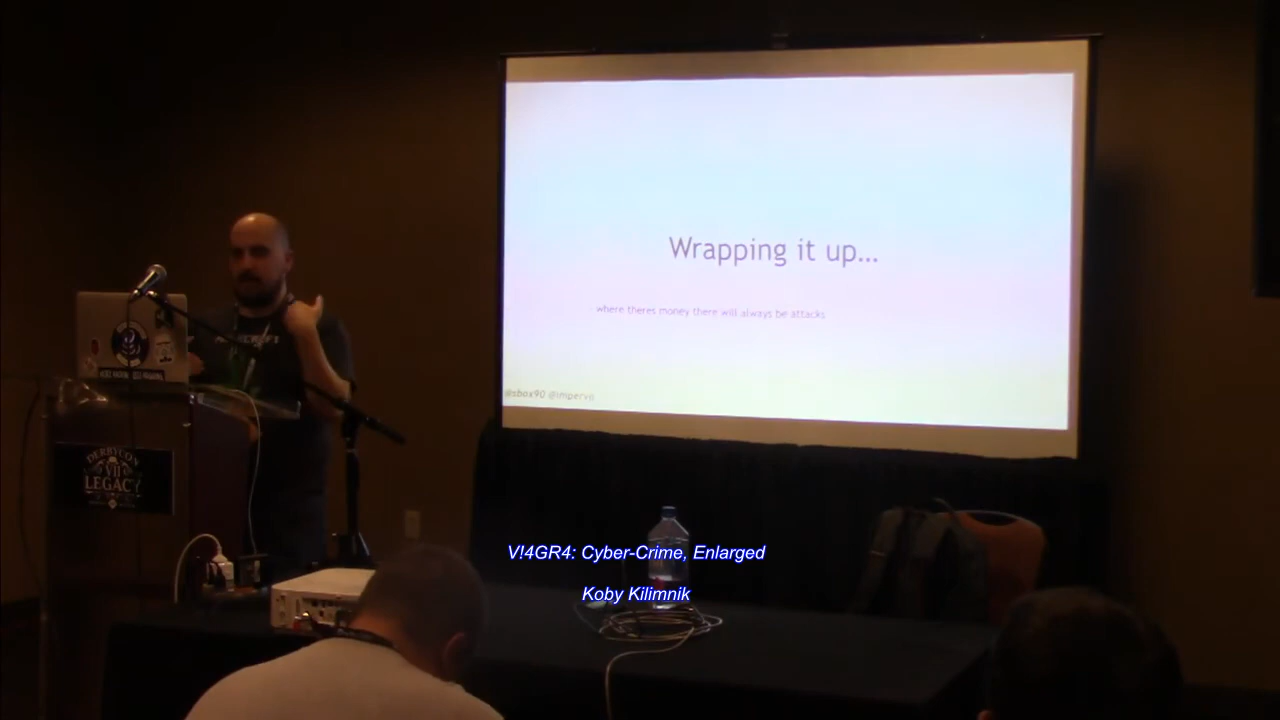 Wrapping it up...
where theres money there will always be attacks
@sbox90 @imperva
DERBYCON
VII
LEGACY
V!4GR4: Cyber-Crime, Enlarged
Koby Kilimnik